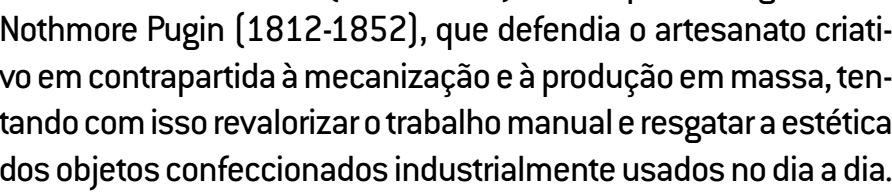 Nothmore Pugin (1812-1852), que defendia o artesanato criati-
vo em contrapartida à mecanização e à produção em massa, ten-
tando com isso revalorizar o trabalho manual e resgatar a estética
dos objetos confeccionados industrialmente usados no dia a dia.